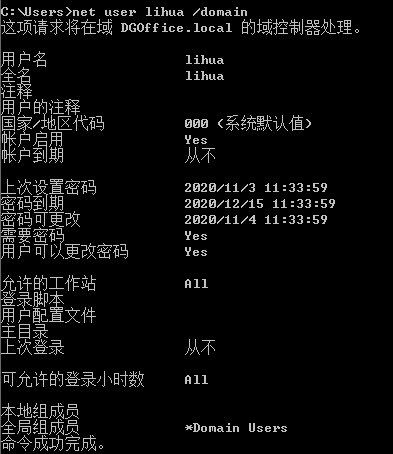 C:\Users>net user lihua /domain
这项请求将在域 DGOffice.local 的域控制器处理。
用户名 lihua
全名 lihua
注释
用户的注释
国家/地区代码 000 (系统默认值)
帐户启用 Yes
帐户到期 从不
上次设置密码 2020/11/3 11:33:59
密码到期 2020/12/15 11:33:59
密码可更改 2020/11/4 11:33:59
需要密码 Yes
用户可以更改密码 Yes
允许的工作站 All
登录脚本
用户配置文件
主目录
上次登录 从不
可允许的登录小时数 All
本地组成员
全局组成员 *Domain Users
命令成功完成。